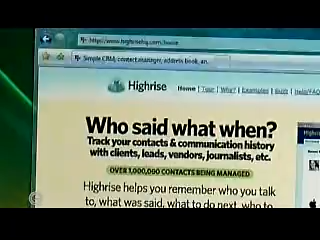 http://www.highrisehq.com/home
Simple CRM, contact manager, address book, an
Highrise
Home | Tour | Why? | Examples | Buzz | Help/FAQ
Who said what when?
Track your contacts & communication history
with clients, leads, vendors, journalists, etc.
OVER 1,000,000 CONTACTS BEING MANAGED
Highrise helps you remember who you talk
to, what was said, what to do next, who to